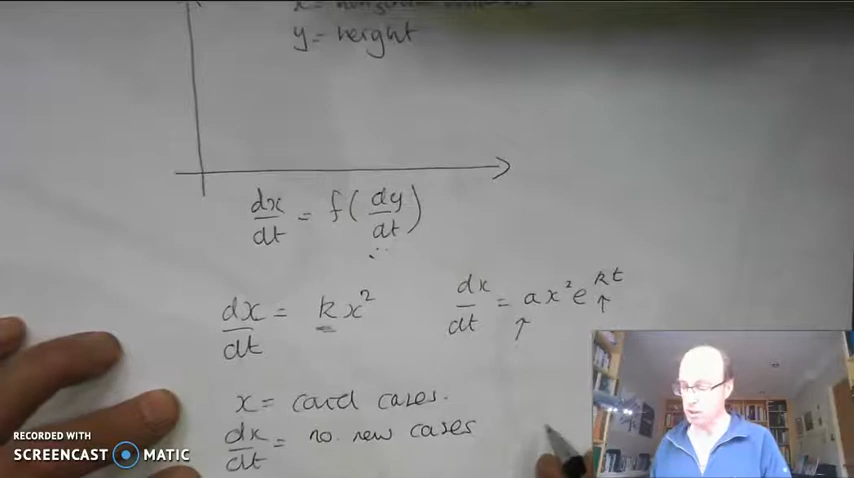 x =
y = height
dx/dt = f(dy/dt)
dx/dt = kx² dx/dt = ax²e^kt
x = covid cases.
dx/dt = no. new cases
RECORDED WITH
SCREENCAST O MATIC